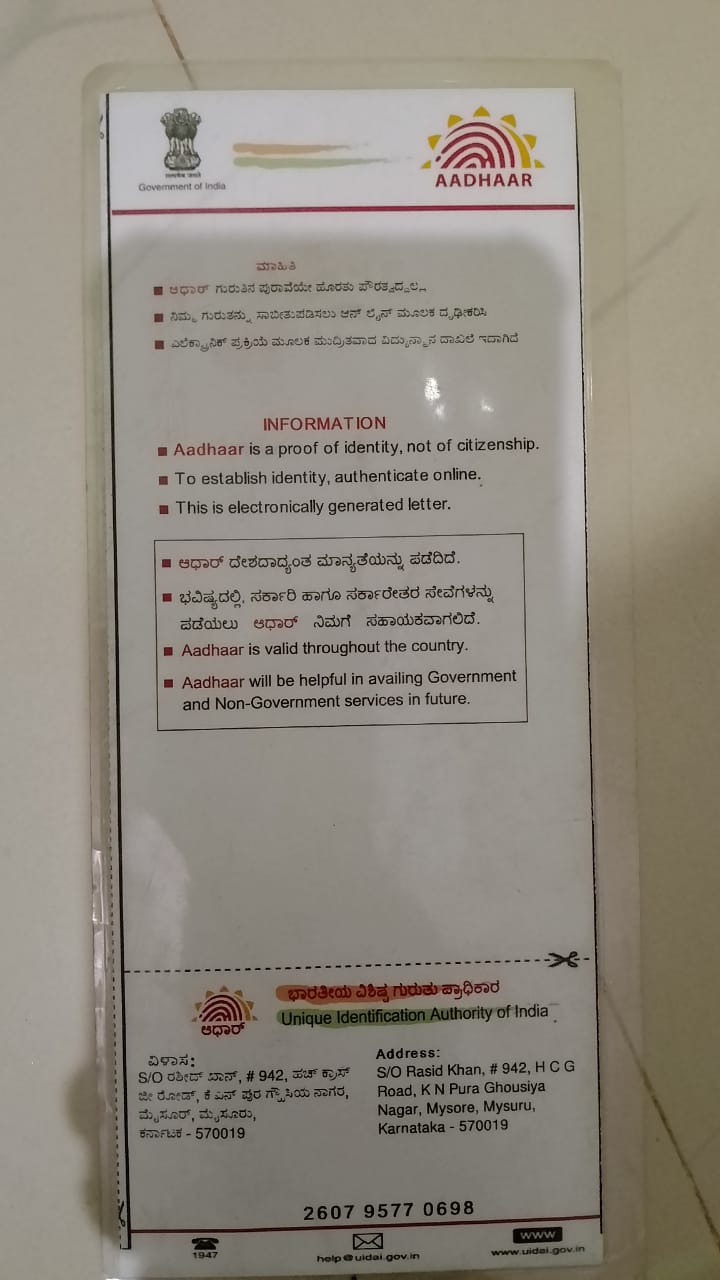 सत्यमेव जयते
Government of India
AADHAAR
ಮಾಹಿತಿ
ಆಧಾರ್ ಗುರುತಿನ ಪುರಾವೆಯೇ ಹೊರತು ಪೌರತ್ವದ್ದಲ್ಲ
ನಿಮ್ಮ ಗುರುತನ್ನು ಸಾಬೀತುಪಡಿಸಲು ಆನ್ ಲೈನ್ ಮೂಲಕ ದೃಢೀಕರಿಸಿ
ಎಲೆಕ್ಟ್ರಾನಿಕ್ ಪ್ರಕ್ರಿಯೆ ಮೂಲಕ ಮುದ್ರಿತವಾದ ವಿದ್ಯುನ್ಮಾನ ದಾಖಲೆ ಇದಾಗಿದೆ
INFORMATION
Aadhaar is a proof of identity, not of citizenship.
To establish identity, authenticate online.
This is electronically generated letter.
ಆಧಾರ್ ದೇಶದಾದ್ಯಂತ ಮಾನ್ಯತೆಯನ್ನು ಪಡೆದಿದೆ.
ಭವಿಷ್ಯದಲ್ಲಿ, ಸರ್ಕಾರಿ ಹಾಗೂ ಸರ್ಕಾರೇತರ ಸೇವೆಗಳನ್ನು
ಪಡೆಯಲು ಆಧಾರ್ ನಿಮಗೆ ಸಹಾಯಕವಾಗಲಿದೆ.
Aadhaar is valid throughout the country.
Aadhaar will be helpful in availing Government
and Non-Government services in future.
ಭಾರತೀಯ ವಿಶಿಷ್ಟ ಗುರುತು ಪ್ರಾಧಿಕಾರ
Unique Identification Authority of India
ಆಧಾರ್
ವಿಳಾಸ:
S/O ರಶೀದ್ ಖಾನ್, # 942, ಹಚ್ ಕ್ರಾಸ್
ಜೀ ರೋಡ್, ಕೆ ಎನ್ ಪುರ ಗ್ಹೌಸಿಯ ನಾಗರ,
ಮೈಸೂರ್, ಮೈಸೂರು,
ಕರ್ನಾಟಕ - 570019
Address:
S/O Rasid Khan, # 942, H C G
Road, K N Pura Ghousiya
Nagar, Mysore, Mysuru,
Karnataka - 570019
2607 9577 0698
1947
help@uidai.gov.in
www
www.uidai.gov.in